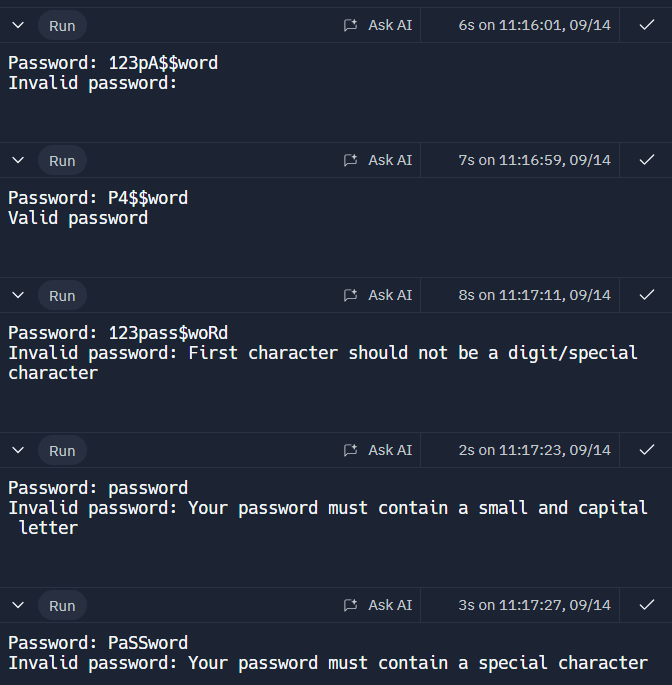 Run Ask AI 6s on 11:16:01, 09/14
Password: 123pA$$word
Invalid password:
Run Ask AI 7s on 11:16:59, 09/14
Password: P4$$word
Valid password
Run Ask AI 8s on 11:17:11, 09/14
Password: 123pass$woRd
Invalid password: First character should not be a digit/special
character
Run Ask AI 2s on 11:17:23, 09/14
Password: password
Invalid password: Your password must contain a small and capital
letter
Run Ask AI 3s on 11:17:27, 09/14
Password: PaSSword
Invalid password: Your password must contain a special character